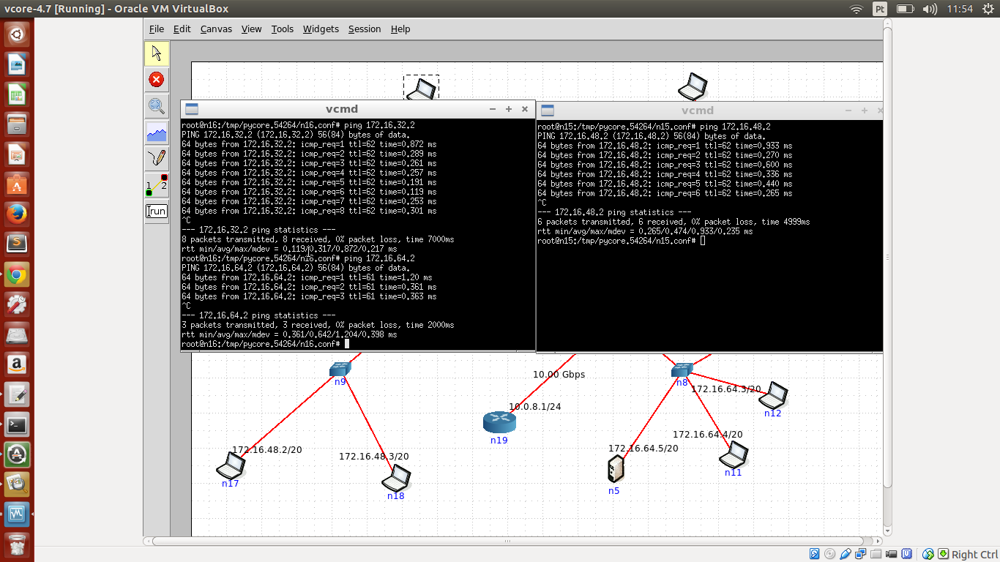 vcore-4.7 [Running] - Oracle VM VirtualBox
Pt
11:54
File Edit Canvas View Tools Widgets Session Help
1 2
run
vcmd
root@n16:/tmp/pycore.54264/n16.conf# ping 172.16.32.2
PING 172.16.32.2 (172.16.32.2) 56(84) bytes of data.
64 bytes from 172.16.32.2: icmp_req=1 ttl=62 time=0.872 ms
64 bytes from 172.16.32.2: icmp_req=2 ttl=62 time=0.289 ms
64 bytes from 172.16.32.2: icmp_req=3 ttl=62 time=0.261 ms
64 bytes from 172.16.32.2: icmp_req=4 ttl=62 time=0.257 ms
64 bytes from 172.16.32.2: icmp_req=5 ttl=62 time=0.191 ms
64 bytes from 172.16.32.2: icmp_req=6 ttl=62 time=0.119 ms
64 bytes from 172.16.32.2: icmp_req=7 ttl=62 time=0.253 ms
64 bytes from 172.16.32.2: icmp_req=8 ttl=62 time=0.301 ms
^C
--- 172.16.32.2 ping statistics ---
8 packets transmitted, 8 received, 0% packet loss, time 7000ms
rtt min/avg/max/mdev = 0.119/0.317/0.872/0.217 ms
root@n16:/tmp/pycore.54264/n16.conf# ping 172.16.64.2
PING 172.16.64.2 (172.16.64.2) 56(84) bytes of data.
64 bytes from 172.16.64.2: icmp_req=1 ttl=61 time=1.20 ms
64 bytes from 172.16.64.2: icmp_req=2 ttl=61 time=0.361 ms
64 bytes from 172.16.64.2: icmp_req=3 ttl=61 time=0.363 ms
^C
--- 172.16.64.2 ping statistics ---
3 packets transmitted, 3 received, 0% packet loss, time 2000ms
rtt min/avg/max/mdev = 0.361/0.642/1.204/0.398 ms
root@n16:/tmp/pycore.54264/n16.conf#
vcmd
root@n15:/tmp/pycore.54264/n15.conf# ping 172.16.48.2
PING 172.16.48.2 (172.16.48.2) 56(84) bytes of data.
64 bytes from 172.16.48.2: icmp_req=1 ttl=62 time=0.933 ms
64 bytes from 172.16.48.2: icmp_req=2 ttl=62 time=0.270 ms
64 bytes from 172.16.48.2: icmp_req=3 ttl=62 time=0.600 ms
64 bytes from 172.16.48.2: icmp_req=4 ttl=62 time=0.336 ms
64 bytes from 172.16.48.2: icmp_req=5 ttl=62 time=0.440 ms
64 bytes from 172.16.48.2: icmp_req=6 ttl=62 time=0.265 ms
^C
--- 172.16.48.2 ping statistics ---
6 packets transmitted, 6 received, 0% packet loss, time 4999ms
rtt min/avg/max/mdev = 0.265/0.474/0.933/0.235 ms
root@n15:/tmp/pycore.54264/n15.conf#
n9
10.00 Gbps
n8
172.16.64.3/20
n12
10.0.8.1/24
n19
172.16.64.4/20
n11
172.16.64.5/20
n5
172.16.48.2/20
n17
172.16.48.3/20
n18
Right Ctrl